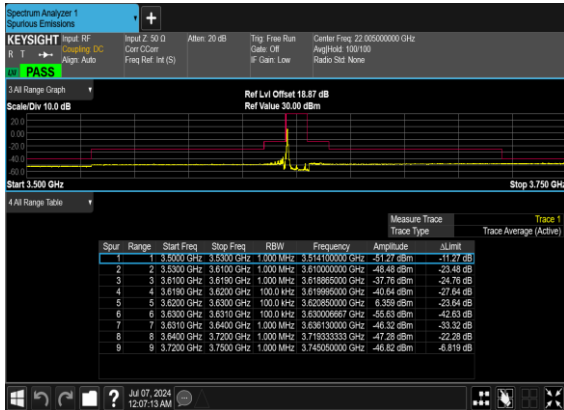 Spectrum Analyzer 1
Spurious Emissions
KEYSIGHT
R T
LXI PASS
Input: RF
Coupling: DC
Align: Auto
Input Z: 50 Ω
Corr CCorr
Freq Ref: Int (S)
Atten: 20 dB
Trig: Free Run
Gate: Off
IF Gain: Low
Center Freq: 22.005000000 GHz
Avg|Hold: 100/100
Radio Std: None
3 All Range Graph
Scale/Div 10.0 dB
Ref Lvl Offset 18.87 dB
Ref Value 30.00 dBm
20.0
0.00
-20.0
-40.0
-60.0
Start 3.500 GHz
Stop 3.750 GHz
4 All Range Table
Measure Trace Trace 1
Trace Type Trace Average (Active)
Spur Range Start Freq Stop Freq RBW Frequency Amplitude ΔLimit
1 1 3.5000 GHz 3.5300 GHz 1.000 MHz 3.514100000 GHz -51.27 dBm -11.27 dB
2 2 3.5300 GHz 3.6100 GHz 1.000 MHz 3.610000000 GHz -48.48 dBm -23.48 dB
3 3 3.6100 GHz 3.6190 GHz 1.000 MHz 3.618865000 GHz -37.76 dBm -24.76 dB
4 4 3.6190 GHz 3.6200 GHz 100.0 kHz 3.619995000 GHz -40.64 dBm -27.64 dB
5 5 3.6200 GHz 3.6300 GHz 100.0 kHz 3.620850000 GHz 6.359 dBm -23.64 dB
6 6 3.6300 GHz 3.6310 GHz 100.0 kHz 3.630006667 GHz -55.63 dBm -42.63 dB
7 7 3.6310 GHz 3.6400 GHz 1.000 MHz 3.636130000 GHz -46.32 dBm -33.32 dB
8 8 3.6400 GHz 3.7200 GHz 1.000 MHz 3.719333333 GHz -47.28 dBm -22.28 dB
9 9 3.7200 GHz 3.7500 GHz 1.000 MHz 3.745050000 GHz -46.82 dBm -6.819 dB
?
Jul 07, 2024
12:07:13 AM